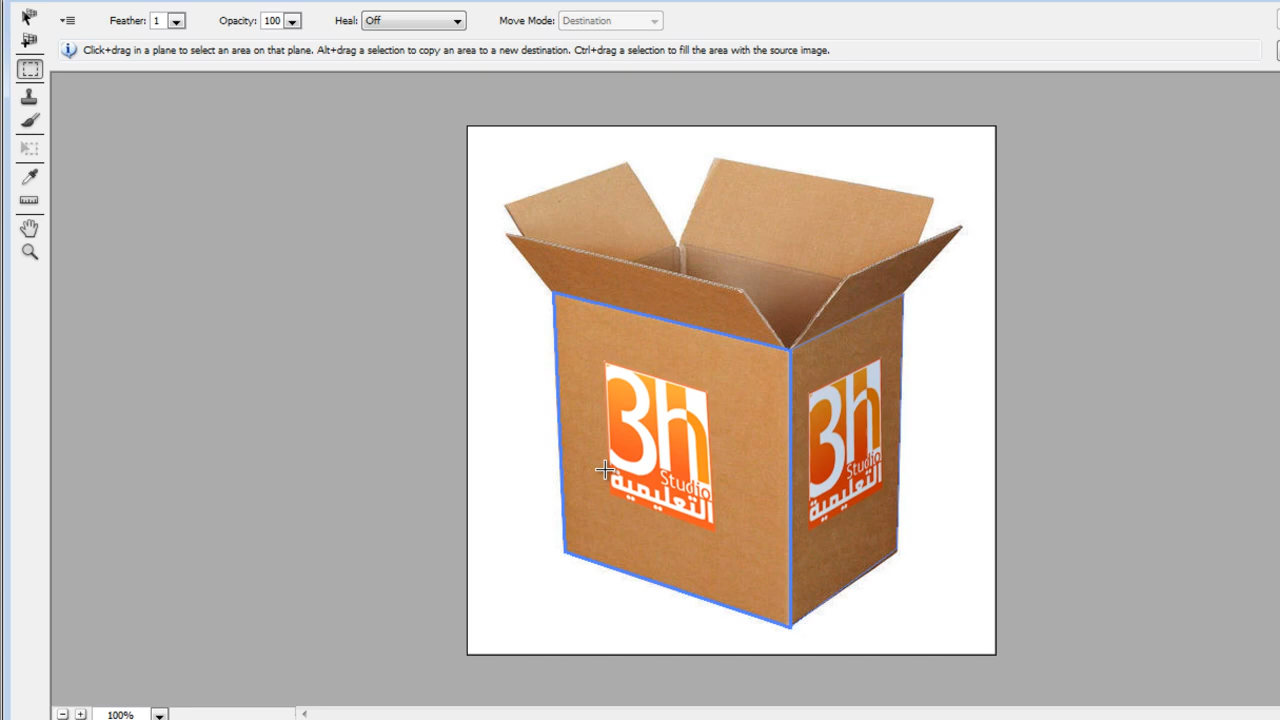 Feather: 1 Opacity: 100 Heal: Off Move Mode: Destination
Click+drag in a plane to select an area on that plane. Alt+drag a selection to copy an area to a new destination. Ctrl+drag a selection to fill the area with the source image.
3h
Studio
التعليمية
3h
Studio
التعليمية
100%